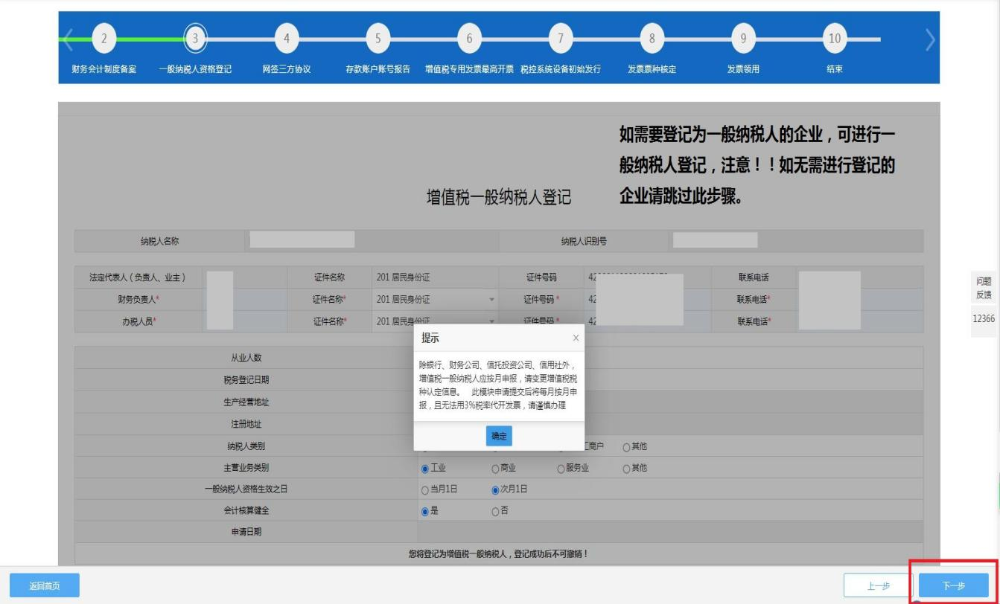 2 3 4 5 6 7 8 9 10
财务会计制度备案 一般纳税人资格登记 网签三方协议 存款账户账号报告 增值税专用发票最高开票 税控系统设备初始发行 发票票种核定 发票领用 结束
如需要登记为一般纳税人的企业，可进行一
般纳税人登记，注意！！如无需进行登记的
企业请跳过此步骤。
增值税一般纳税人登记
纳税人名称 纳税人识别号
法定代表人（负责人、业主） 证件名称 201 居民身份证 证件号码 联系电话
财务负责人* 证件名称* 201 居民身份证 证件号码 * 42 联系电话*
办税人员* 证件名称* 201 居民身份证 证件号码 * 42 联系电话*
问题
反馈
12366
提示 X
除银行、财务公司、信托投资公司、信用社外，
增值税一般纳税人应按月申报，请变更增值税税
种认定信息。 此模块申请提交后将每月按月申
报，且无法用3%税率代开发票，请谨慎办理
确定
从业人数
税务登记日期
生产经营地址
注册地址
纳税人类别 工商户 其他
主营业务类别 工业 商业 服务业 其他
一般纳税人资格生效之日 当月1日 次月1日
会计核算健全 是 否
申请日期
您将登记为增值税一般纳税人，登记成功后不可撤销！
返回首页 上一步 下一步